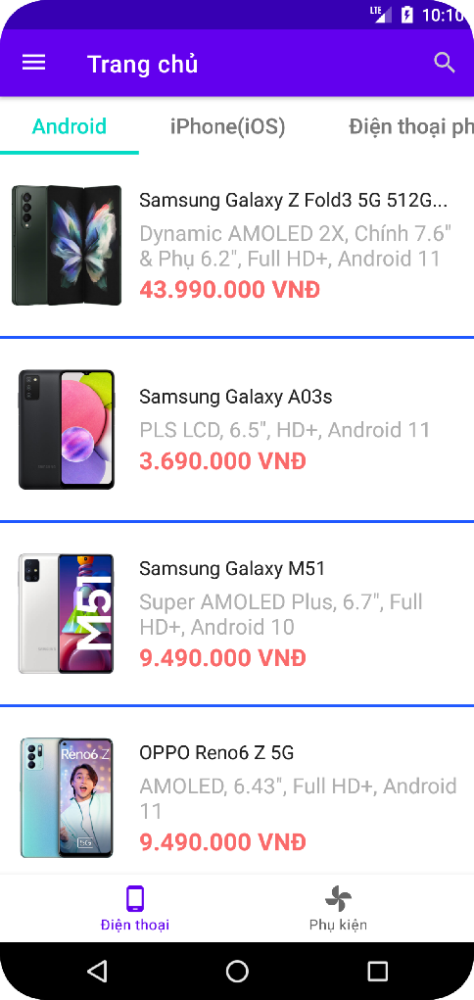 LTE 10:10
Trang chủ
Android iPhone(iOS) Điện thoại ph
Samsung Galaxy Z Fold3 5G 512G...
Dynamic AMOLED 2X, Chính 7.6"
& Phụ 6.2", Full HD+, Android 11
43.990.000 VNĐ
Samsung Galaxy A03s
PLS LCD, 6.5", HD+, Android 11
3.690.000 VNĐ
M51
Samsung Galaxy M51
Super AMOLED Plus, 6.7", Full
HD+, Android 10
9.490.000 VNĐ
Reno6 Z
5G
OPPO Reno6 Z 5G
AMOLED, 6.43", Full HD+, Android
11
9.490.000 VNĐ
Điện thoại Phụ kiện